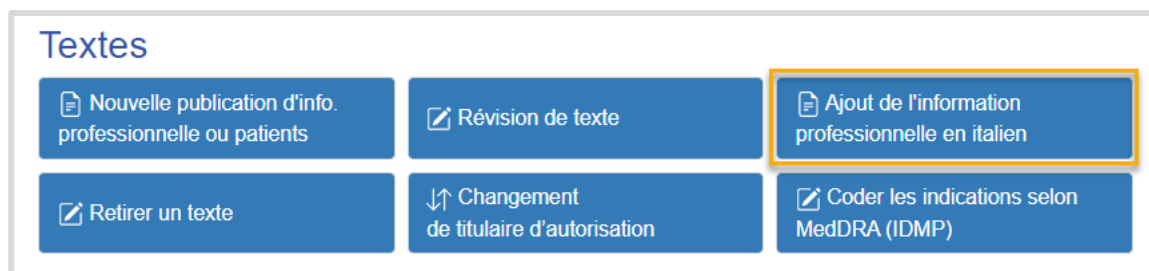 Textes
Nouvelle publication d'info.
professionnelle ou patients
Révision de texte
Ajout de l'information
professionnelle en italien
Retirer un texte
Changement
de titulaire d'autorisation
Coder les indications selon
MedDRA (IDMP)